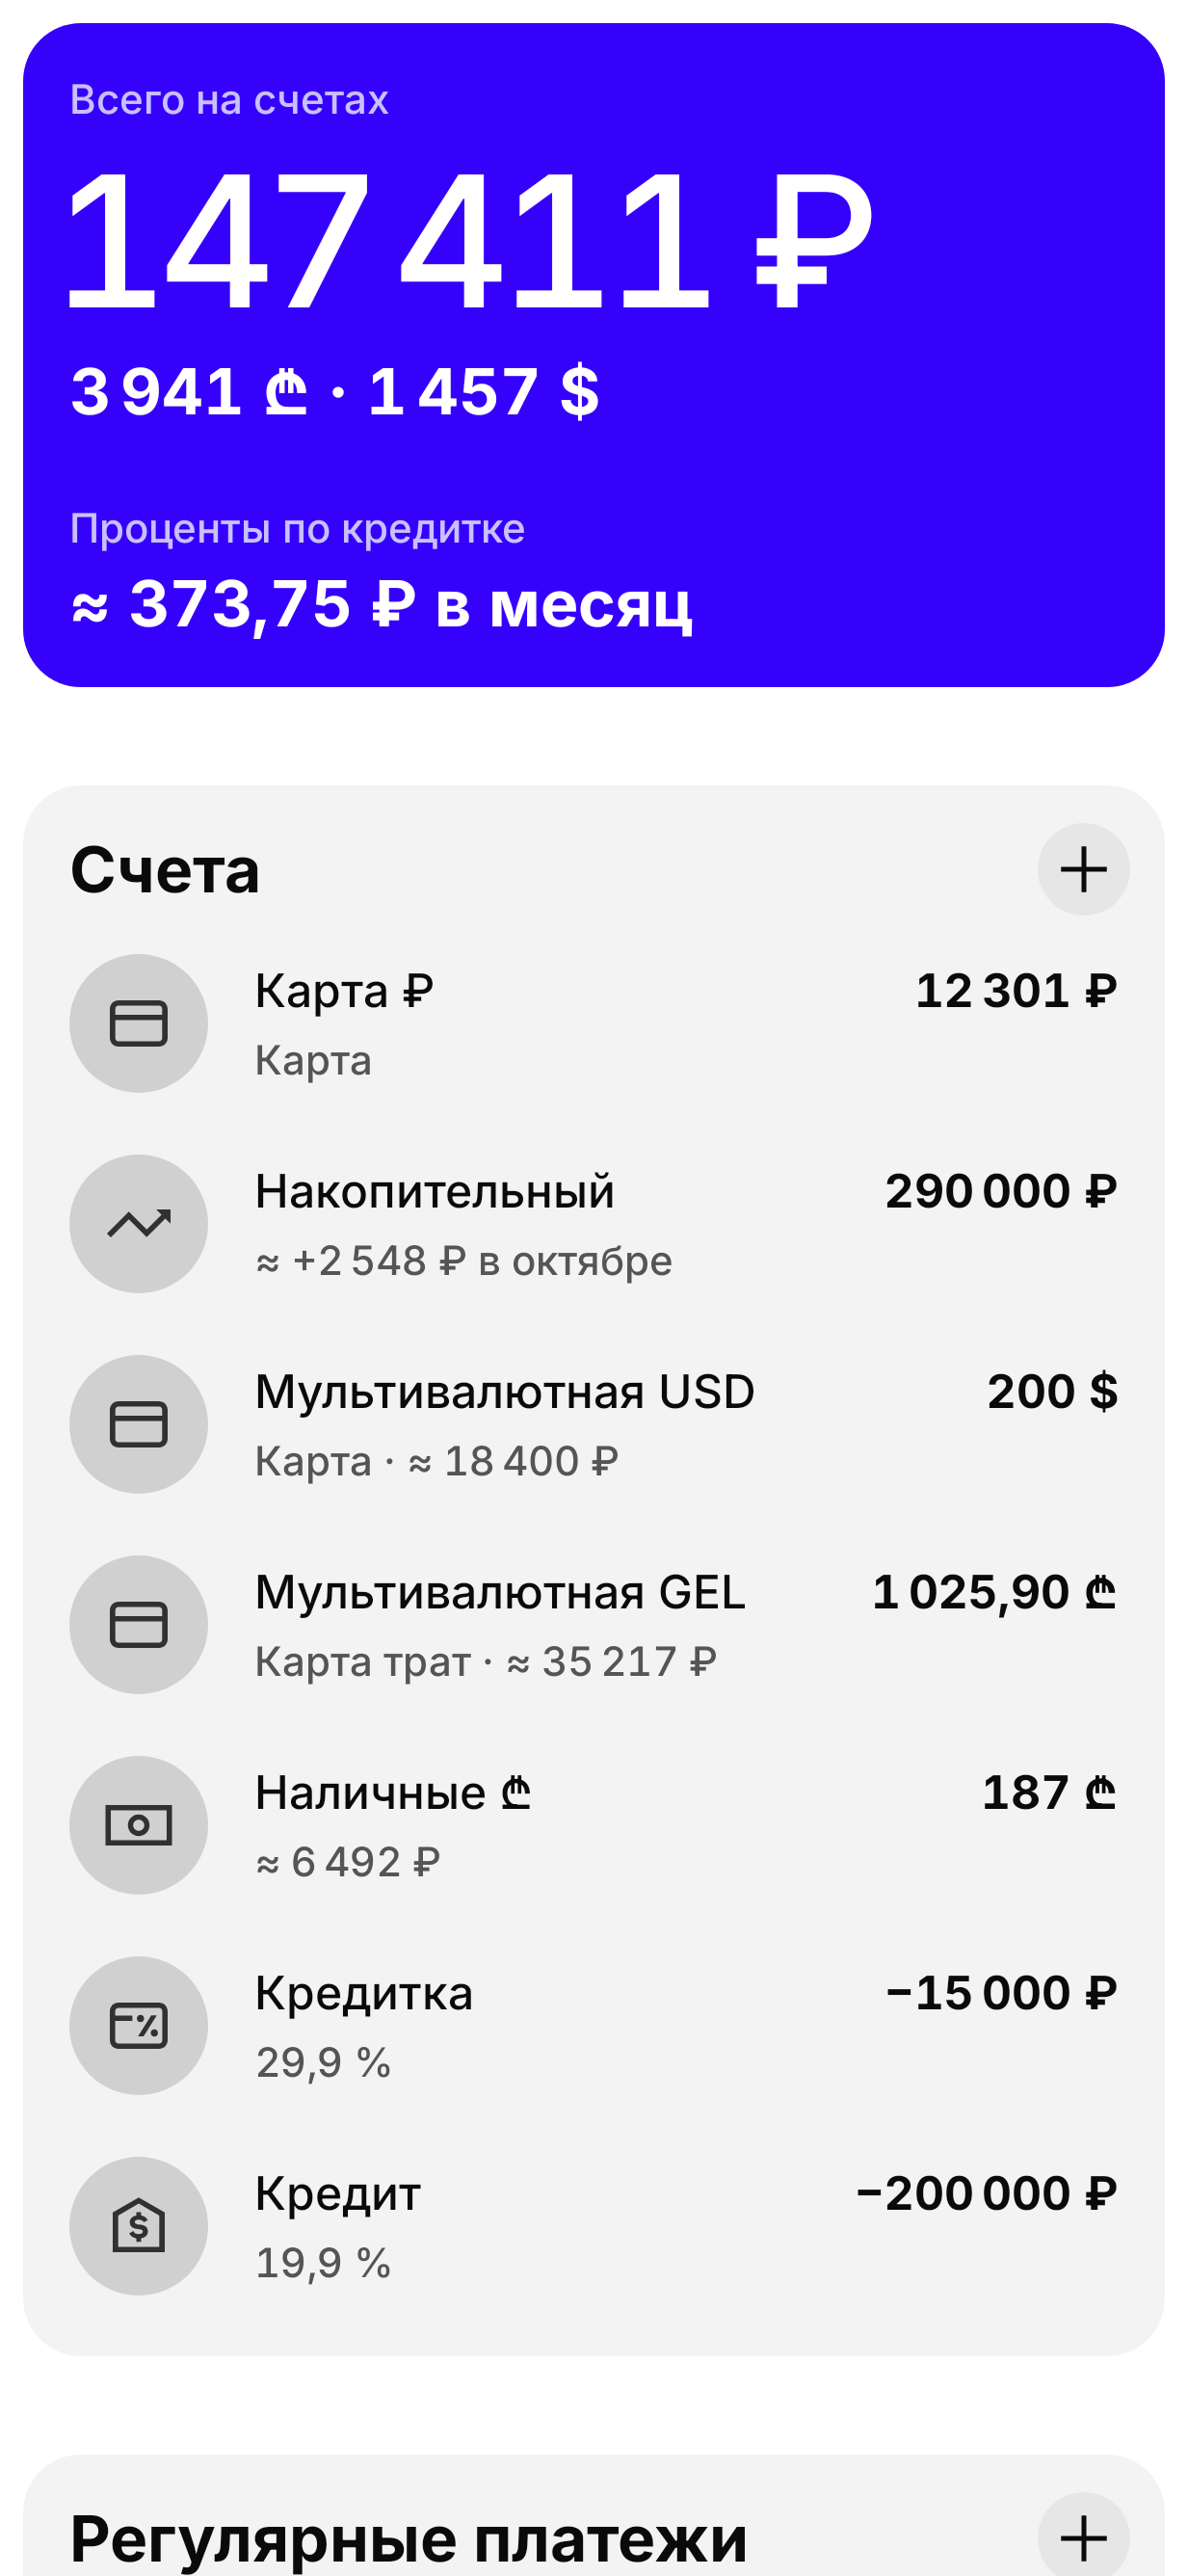 Всего на счетах
147 411 ₽
3 941 ₾ · 1 457 $
Проценты по кредитке
≈ 373,75 ₽ в месяц
Счета
Карта ₽ 12 301 ₽
Карта
Накопительный 290 000 ₽
≈ +2 548 ₽ в октябре
Мультивалютная USD 200 $
Карта · ≈ 18 400 ₽
Мультивалютная GEL 1 025,90 ₾
Карта трат · ≈ 35 217 ₽
Наличные ₾ 187 ₾
≈ 6 492 ₽
Кредитка −15 000 ₽
29,9 %
Кредит −200 000 ₽
19,9 %
Регулярные платежи